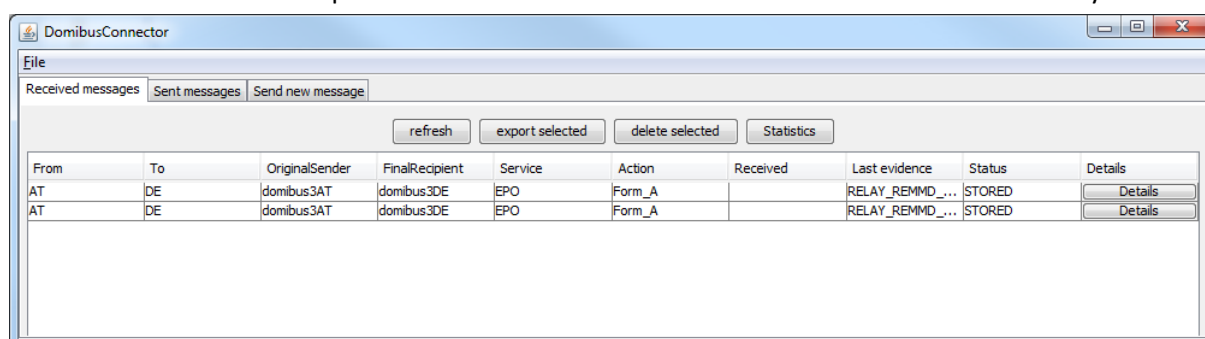 DomibusConnector
File
Received messages Sent messages Send new message
refresh export selected delete selected Statistics
From To OriginalSender FinalRecipient Service Action Received Last evidence Status Details
AT DE domibus3AT domibus3DE EPO Form_A RELAY_REMMD_... STORED Details
AT DE domibus3AT domibus3DE EPO Form_A RELAY_REMMD_... STORED Details